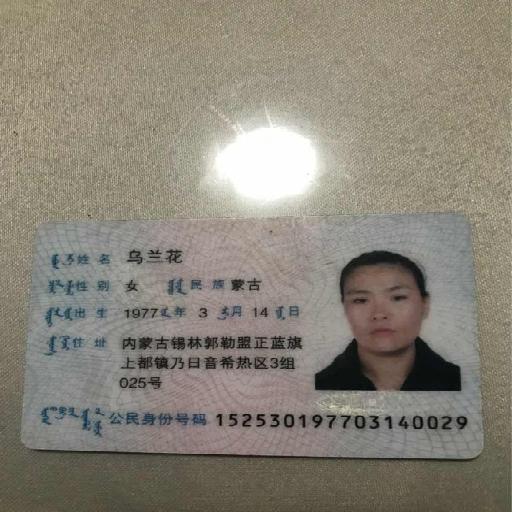 姓名 乌兰花
性别 女 民族 蒙古
出生 1977 年 3 月 14 日
住址 内蒙古锡林郭勒盟正蓝旗
上都镇乃日音希热区3组
025号
公民身份号码 152530197703140029